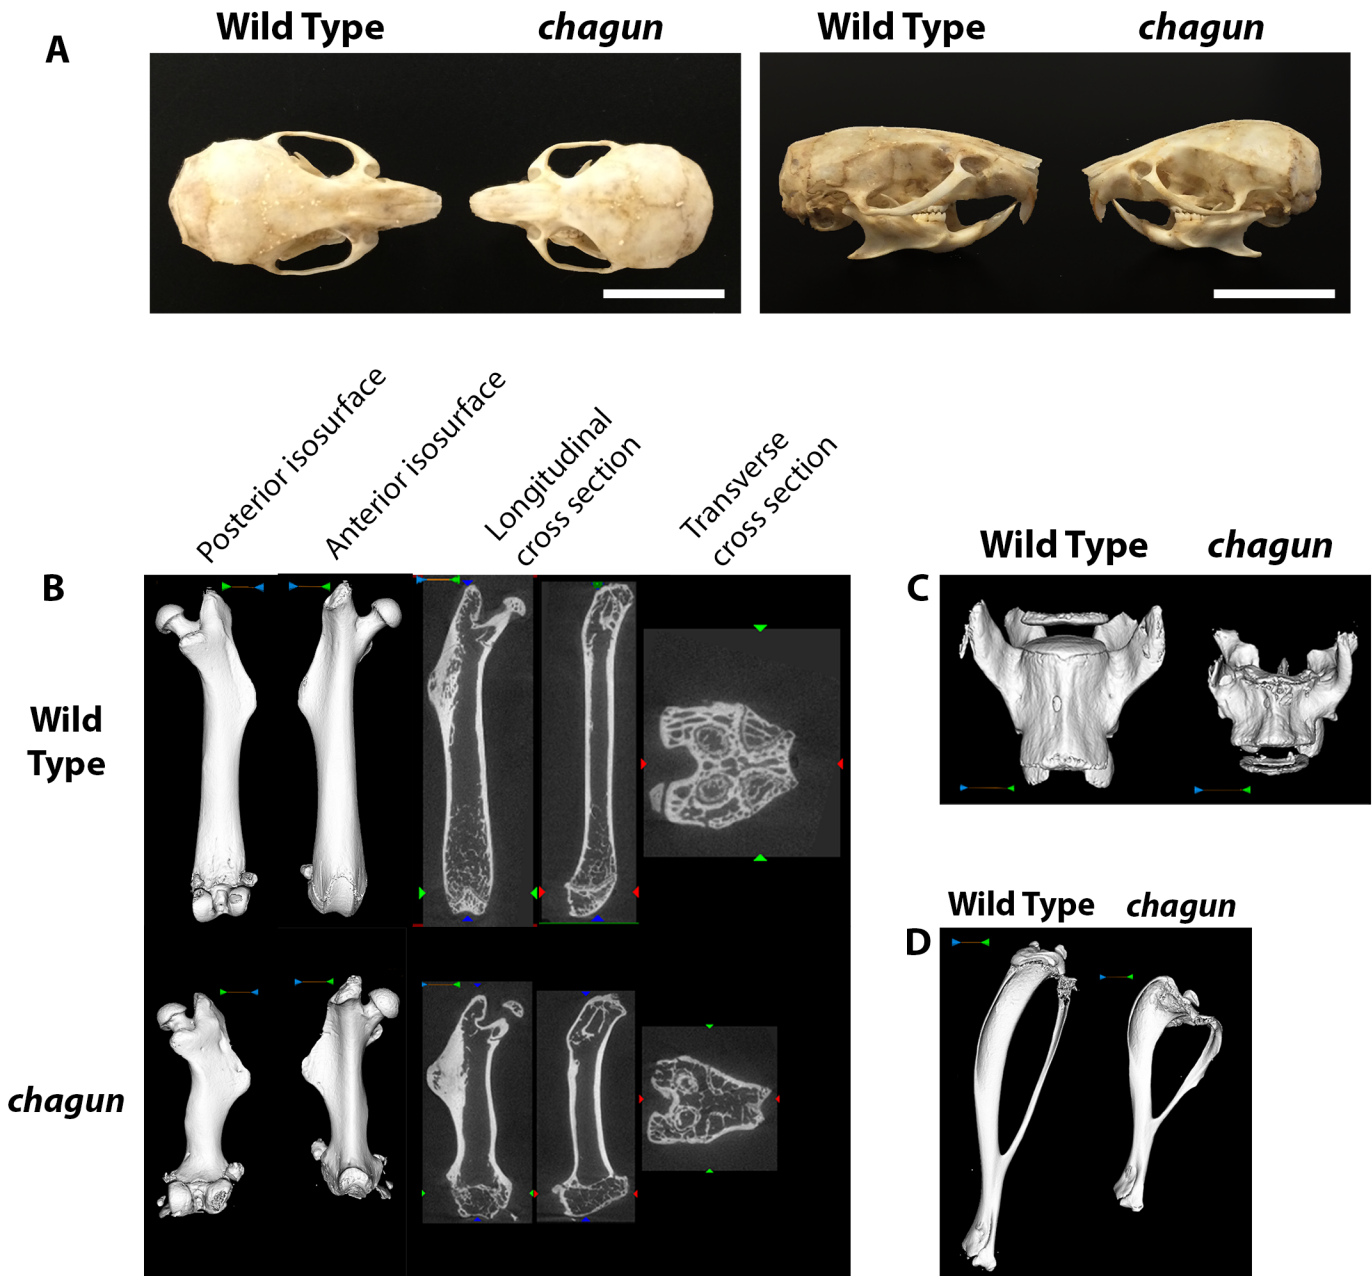 A
Wild Type
chagun
Wild Type
chagun
Posterior isosurface
Anterior isosurface
Longitudinal
cross section
Transverse
cross section
B
Wild
Type
chagun
C
Wild Type
chagun
D
Wild Type
chagun